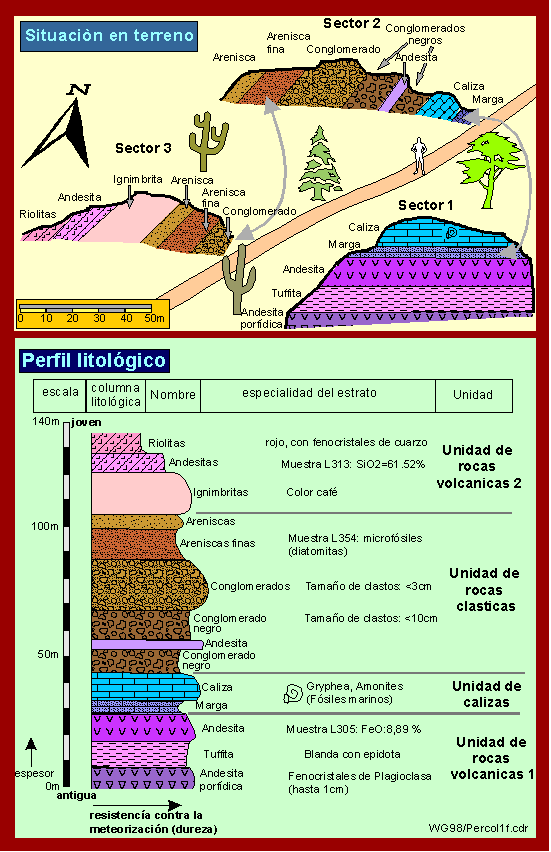 Situaciòn en terreno
Sector 2
Conglomerados
negros
Arenisca
fina
Conglomerado
Arenisca
Andesita
Caliza
Marga
N
Sector 3
Ignimbrita
Arenisca
Andesita
Arenisca
fina
Riolitas
Conglomerado
Sector 1
Caliza
Marga
Andesita
Tuffita
Andesita
porfídica
0 10 20 30 40 50m
Perfil litológico
escala
columna
litológica
Nombre
especialidad del estrato
Unidad
140m
joven
Riolitas
rojo, con fenocristales de cuarzo
Andesitas
Muestra L313: SiO2=61.52%
Ignimbritas
Color café
Unidad de
rocas
volcanicas 2
100m
Areniscas
Areniscas finas
Muestra L354: microfósiles
(diatomitas)
Conglomerados
Tamaño de clastos: <3cm
Conglomerado
negro
Tamaño de clastos: <10cm
Andesita
Conglomerado
negro
Unidad de
rocas
clasticas
50m
Caliza
Marga
Gryphea, Amonites
(Fósiles marinos)
Unidad de
calizas
Andesita
Muestra L305: FeO:8,89 %
Tuffita
Blanda con epidota
Andesita
porfídica
Fenocristales de Plagioclasa
(hasta 1cm)
Unidad de
rocas
volcanicas 1
espesor
0m
antigua
resistencía contra la
meteorización (dureza)
WG98/Percol1f.cdr